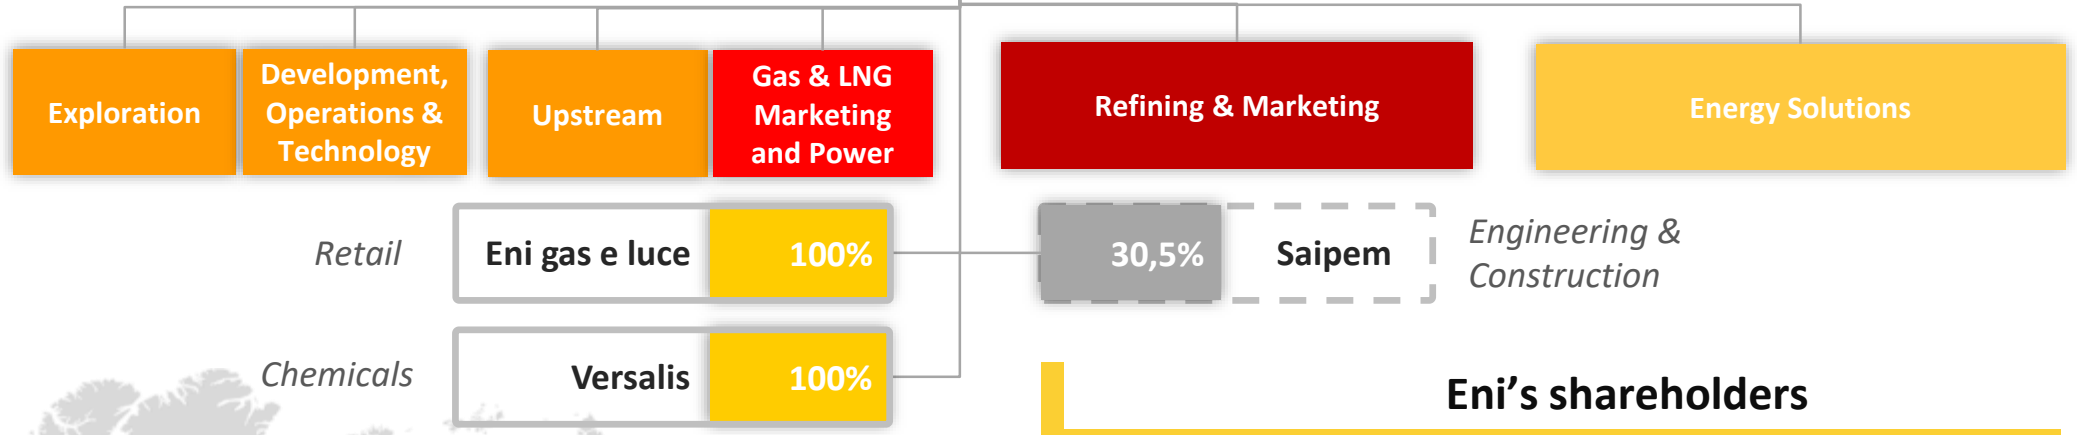 Exploration
Development,
Operations &
Technology
Upstream
Gas & LNG
Marketing
and Power
Refining & Marketing
Energy Solutions
Retail
Eni gas e luce
100%
30,5%
Saipem
Engineering &
Construction
Chemicals
Versalis
100%
Eni’s shareholders